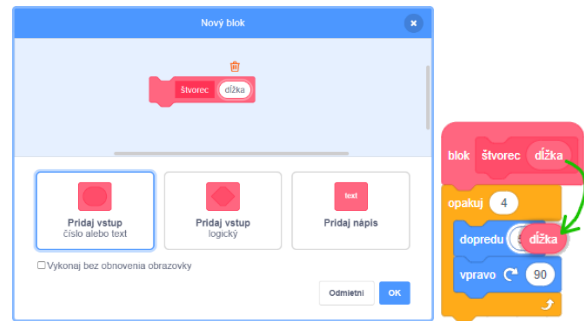 Nový blok
štvorec dĺžka
Pridaj vstup
číslo alebo text
Pridaj vstup
logický
text
Pridaj nápis
Vykonaj bez obnovenia obrazovky
Odmietni OK
blok štvorec dĺžka
opakuj 4
dopredu dĺžka
vpravo 90